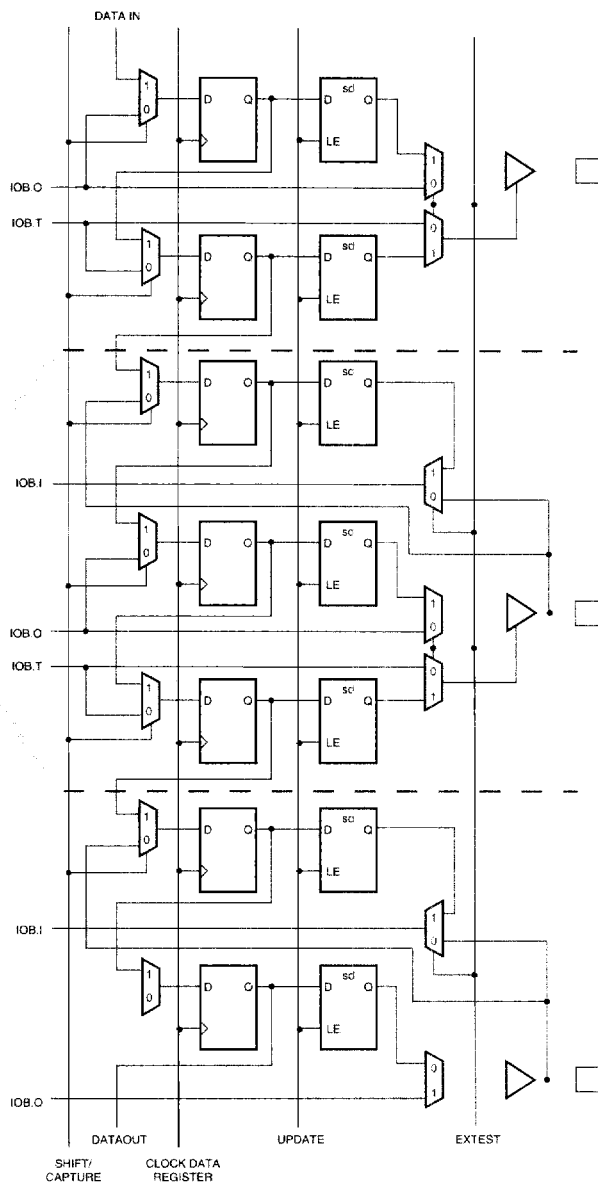 DATA IN
1
0
D Q
D sd Q
LE
1
0
IOB.O
IOB.T
0
1
1
0
D Q
D sd Q
LE
1
0
D Q
D sd Q
LE
IOB.I
1
0
1
0
D Q
D sd Q
LE
1
0
IOB.O
IOB.T
0
1
1
0
D Q
D sd Q
LE
1
0
D Q
D sd Q
LE
IOB.I
1
0
1
0
D Q
D sd Q
LE
0
1
IOB.O
DATAOUT
UPDATE
EXTEST
SHIFT/
CAPTURE
CLOCK DATA
REGISTER